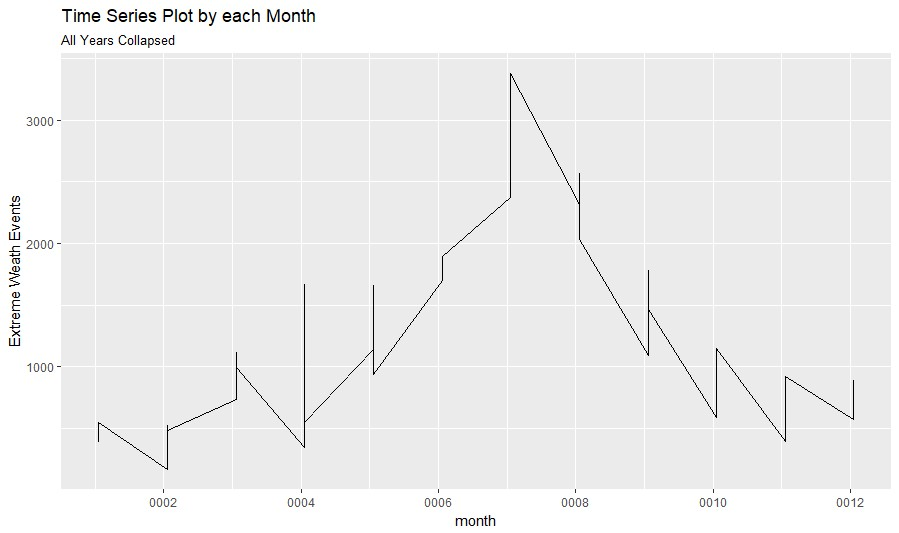 Time Series Plot by each Month
All Years Collapsed
Extreme Weath Events
3000
2000
1000
0002 0004 0006 0008 0010 0012
month